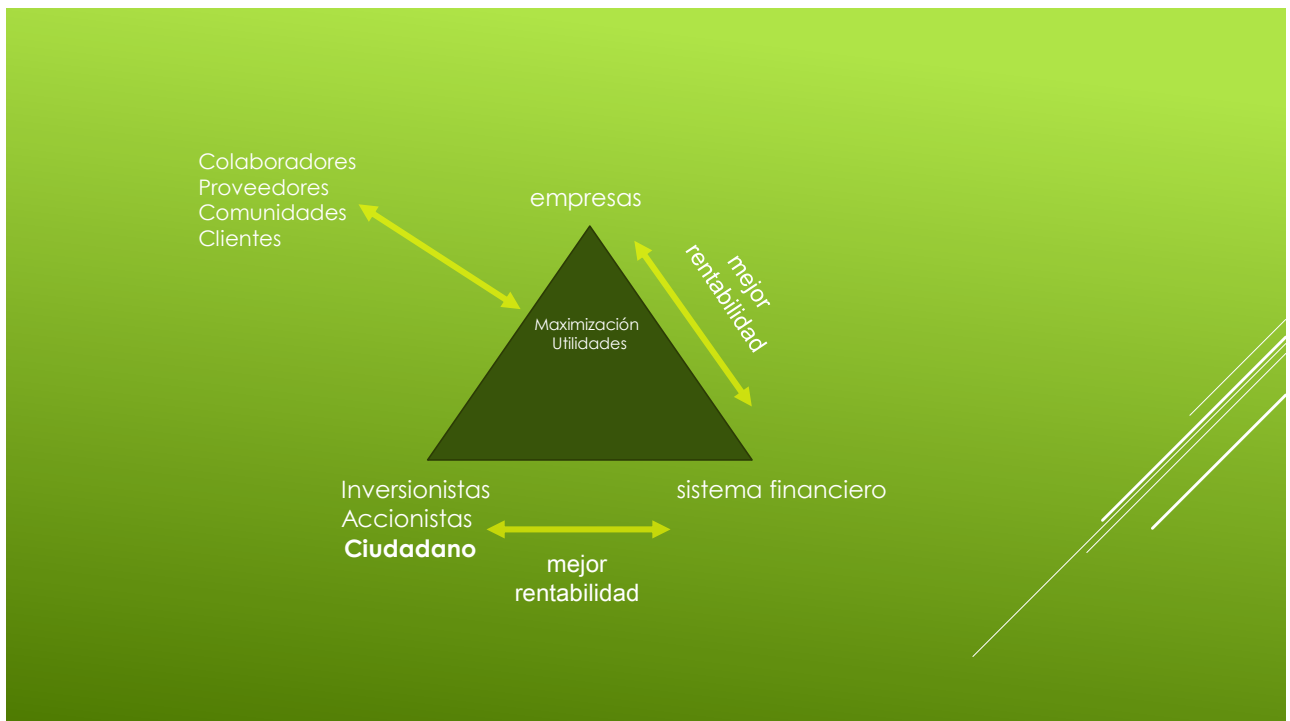 Colaboradores
Proveedores
Comunidades
Clientes
empresas
mejor
rentabilidad
Maximización
Utilidades
Inversionistas
Accionistas
Ciudadano
sistema financiero
mejor
rentabilidad